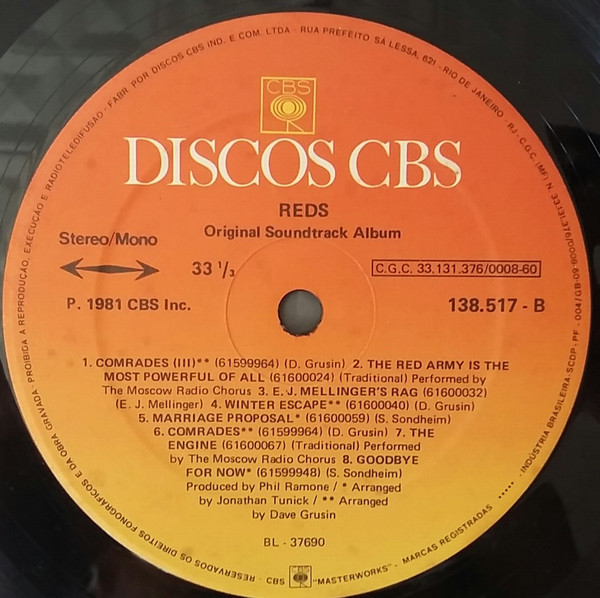 FABR. POR DISCOS CBS IND. E COM. LTDA - RUA PREFEITO SÁ LESSA, 621 - RIO DE JANEIRO - RJ - C.G.C. (MF) N. 33.131.376/0008-60 - SCDP - PF - 004/GB - INDÚSTRIA BRASILEIRA
CBS
DISCOS CBS
REDS
Original Soundtrack Album
Stereo/Mono
33 1/3
C.G.C. 33.131.376/0008-60
P. 1981 CBS Inc.
138.517 - B
1. COMRADES (III)** (61599964) (D. Grusin) 2. THE RED ARMY IS THE
MOST POWERFUL OF ALL (61600024) (Traditional) Performed by
The Moscow Radio Chorus 3. E. J. MELLINGER'S RAG (61600032)
(E. J. Mellinger) 4. WINTER ESCAPE** (61600040) (D. Grusin)
5. MARRIAGE PROPOSAL* (61600059) (S. Sondheim)
6. COMRADES** (61599964) (D. Grusin) 7. THE
ENGINE (61600067) (Traditional) Performed
by The Moscow Radio Chorus 8. GOODBYE
FOR NOW* (61599948) (S. Sondheim)
Produced by Phil Ramone / * Arranged
by Jonathan Tunick / ** Arranged
by Dave Grusin
BL - 37690
RESERVADOS OS DIREITOS FONOGRÁFICOS E DA OBRA GRAVADA - PROIBIDA A REPRODUÇÃO, EXECUÇÃO E RADIOTELEDIFUSÃO
CBS "MASTERWORKS" - MARCAS REGISTRADAS •••••